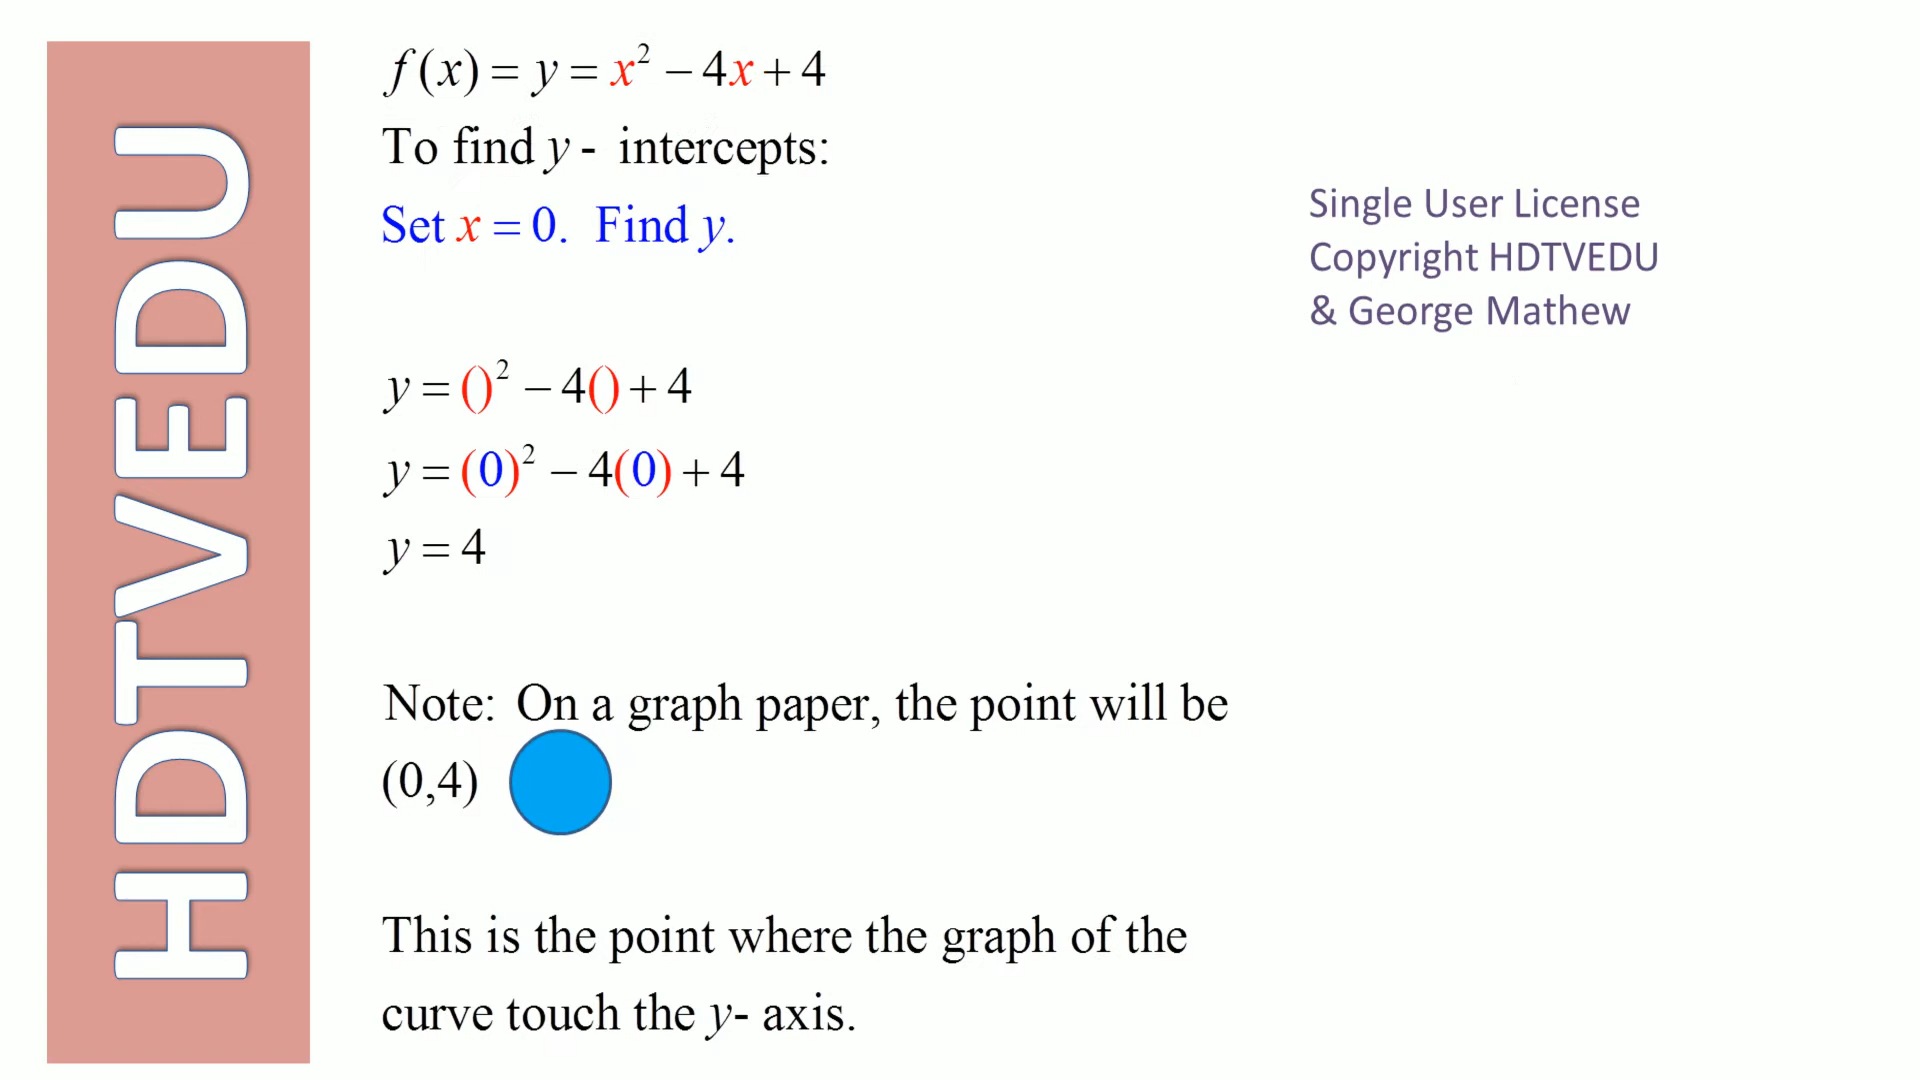 HDTVEDU
f(x) = y = x² − 4x + 4
To find y - intercepts:
Set x = 0. Find y.
Single User License
Copyright HDTVEDU
& George Mathew
y = ()² − 4() + 4
y = (0)² − 4(0) + 4
y = 4
Note: On a graph paper, the point will be
(0,4)
This is the point where the graph of the
curve touch the y- axis.